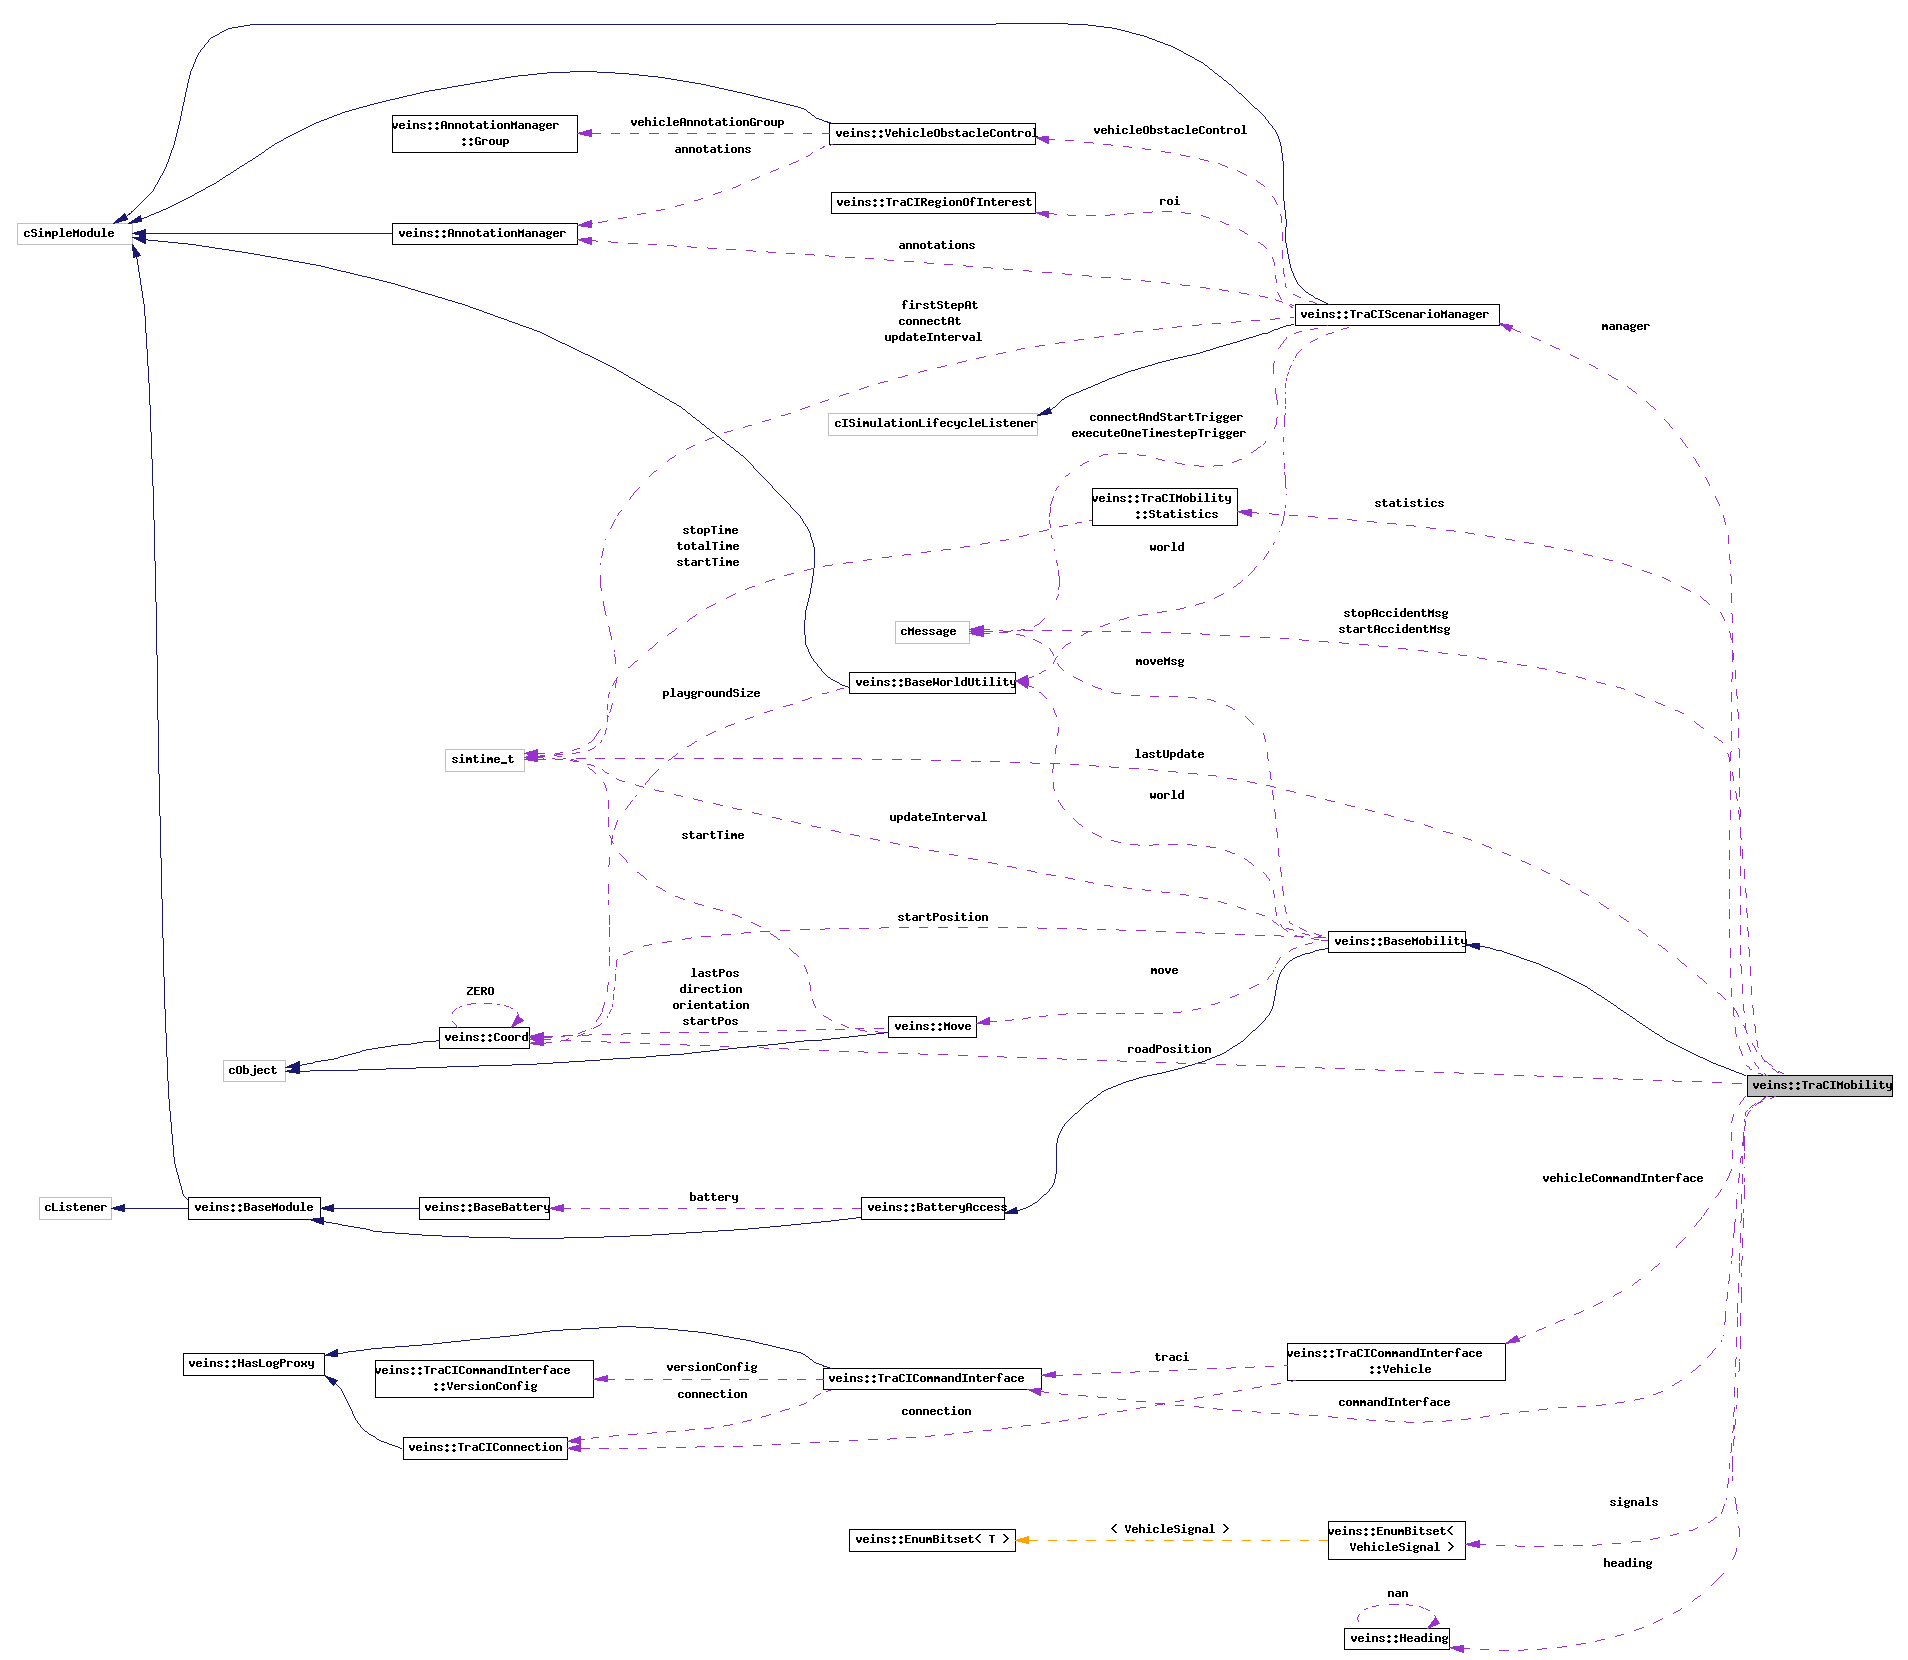 veins::AnnotationManager
::Group
vehicleAnnotationGroup
annotations
veins::VehicleObstacleControl
vehicleObstacleControl
veins::TraCIRegionOfInterest
roi
cSimpleModule
veins::AnnotationManager
annotations
firstStepAt
connectAt
updateInterval
veins::TraCIScenarioManager
manager
cISimulationLifecycleListener
connectAndStartTrigger
executeOneTimestepTrigger
veins::TraCIMobility
::Statistics
statistics
stopTime
totalTime
startTime
world
cMessage
stopAccidentMsg
startAccidentMsg
moveMsg
veins::BaseWorldUtility
playgroundSize
simtime_t
lastUpdate
world
updateInterval
startTime
startPosition
veins::BaseMobility
move
lastPos
direction
orientation
startPos
ZERO
veins::Coord
veins::Move
cObject
roadPosition
veins::TraCIMobility
vehicleCommandInterface
cListener
veins::BaseModule
veins::BaseBattery
battery
veins::BatteryAccess
veins::HasLogProxy
veins::TraCICommandInterface
::VersionConfig
versionConfig
connection
veins::TraCICommandInterface
traci
veins::TraCICommandInterface
::Vehicle
commandInterface
connection
veins::TraCIConnection
signals
veins::EnumBitset< T >
< VehicleSignal >
veins::EnumBitset<
VehicleSignal >
heading
nan
veins::Heading